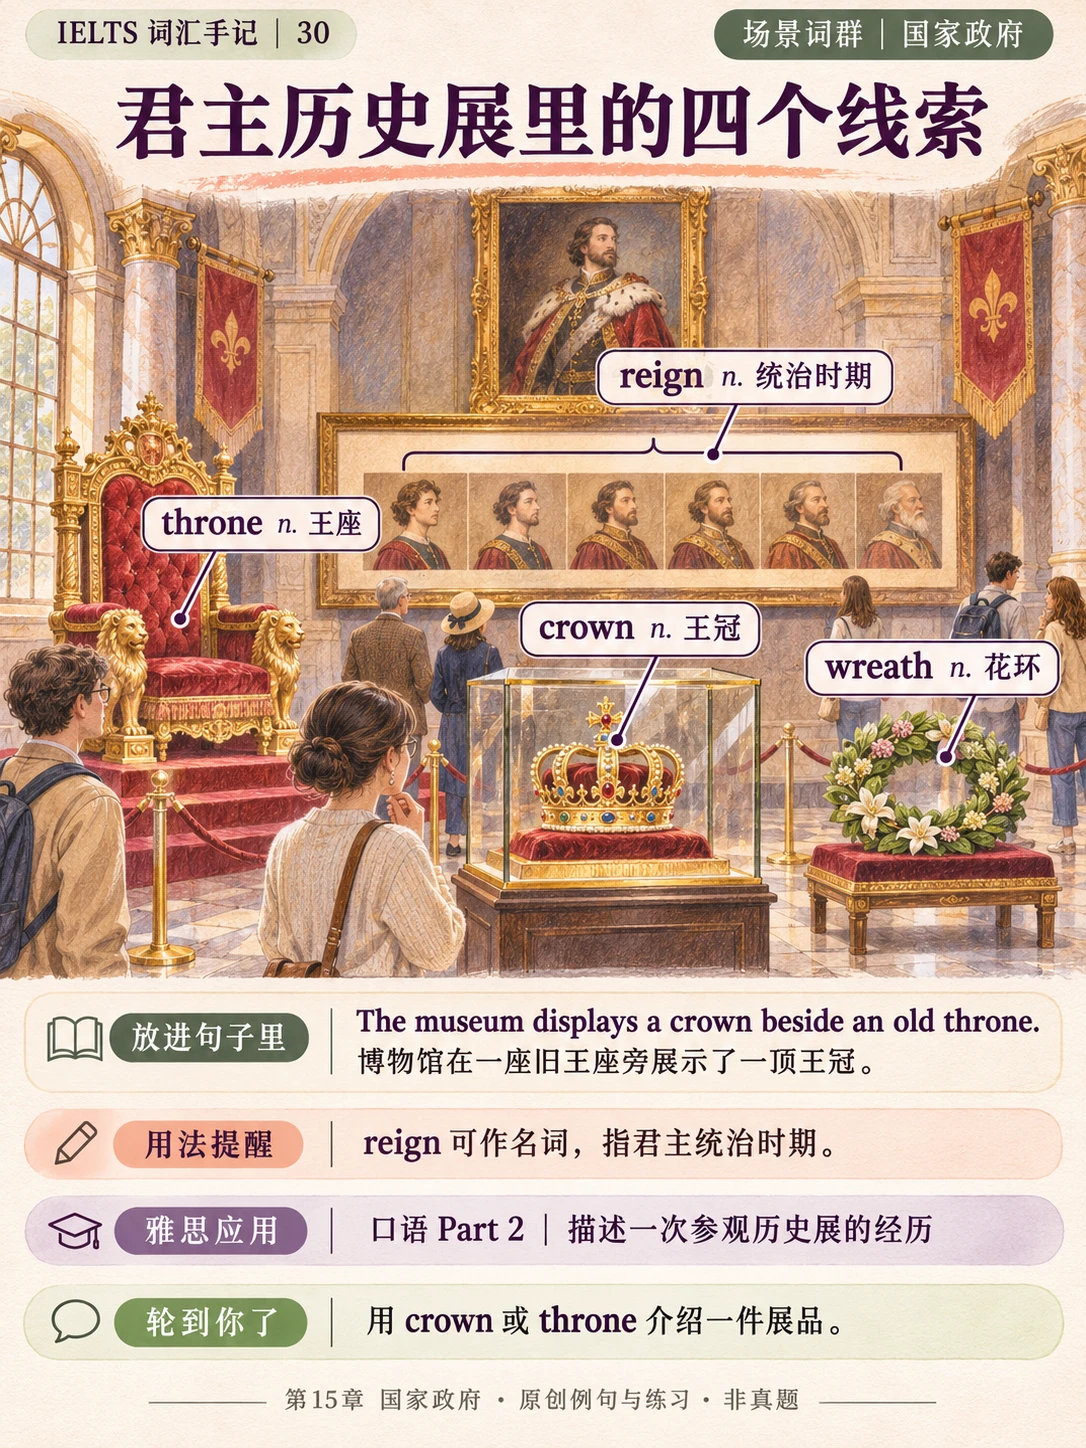 IELTS 词汇手记 | 30
场景词群 | 国家政府
君主历史展里的四个线索
reign n. 统治时期
throne n. 王座
crown n. 王冠
wreath n. 花环
放进句子里
The museum displays a crown beside an old throne.
博物馆在一座旧王座旁展示了一顶王冠。
用法提醒
reign 可作名词，指君主统治时期。
雅思应用
口语 Part 2 | 描述一次参观历史展的经历
轮到你了
用 crown 或 throne 介绍一件展品。
第15章 国家政府 · 原创例句与练习 · 非真题